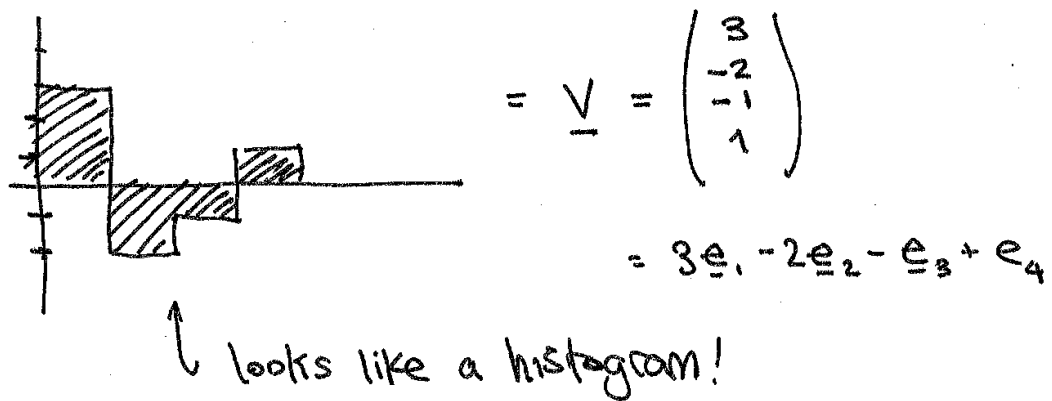 = V = ( 3 -2 -1 1 )
= 3e₁ - 2e₂ - e₃ + e₄
looks like a histogram!